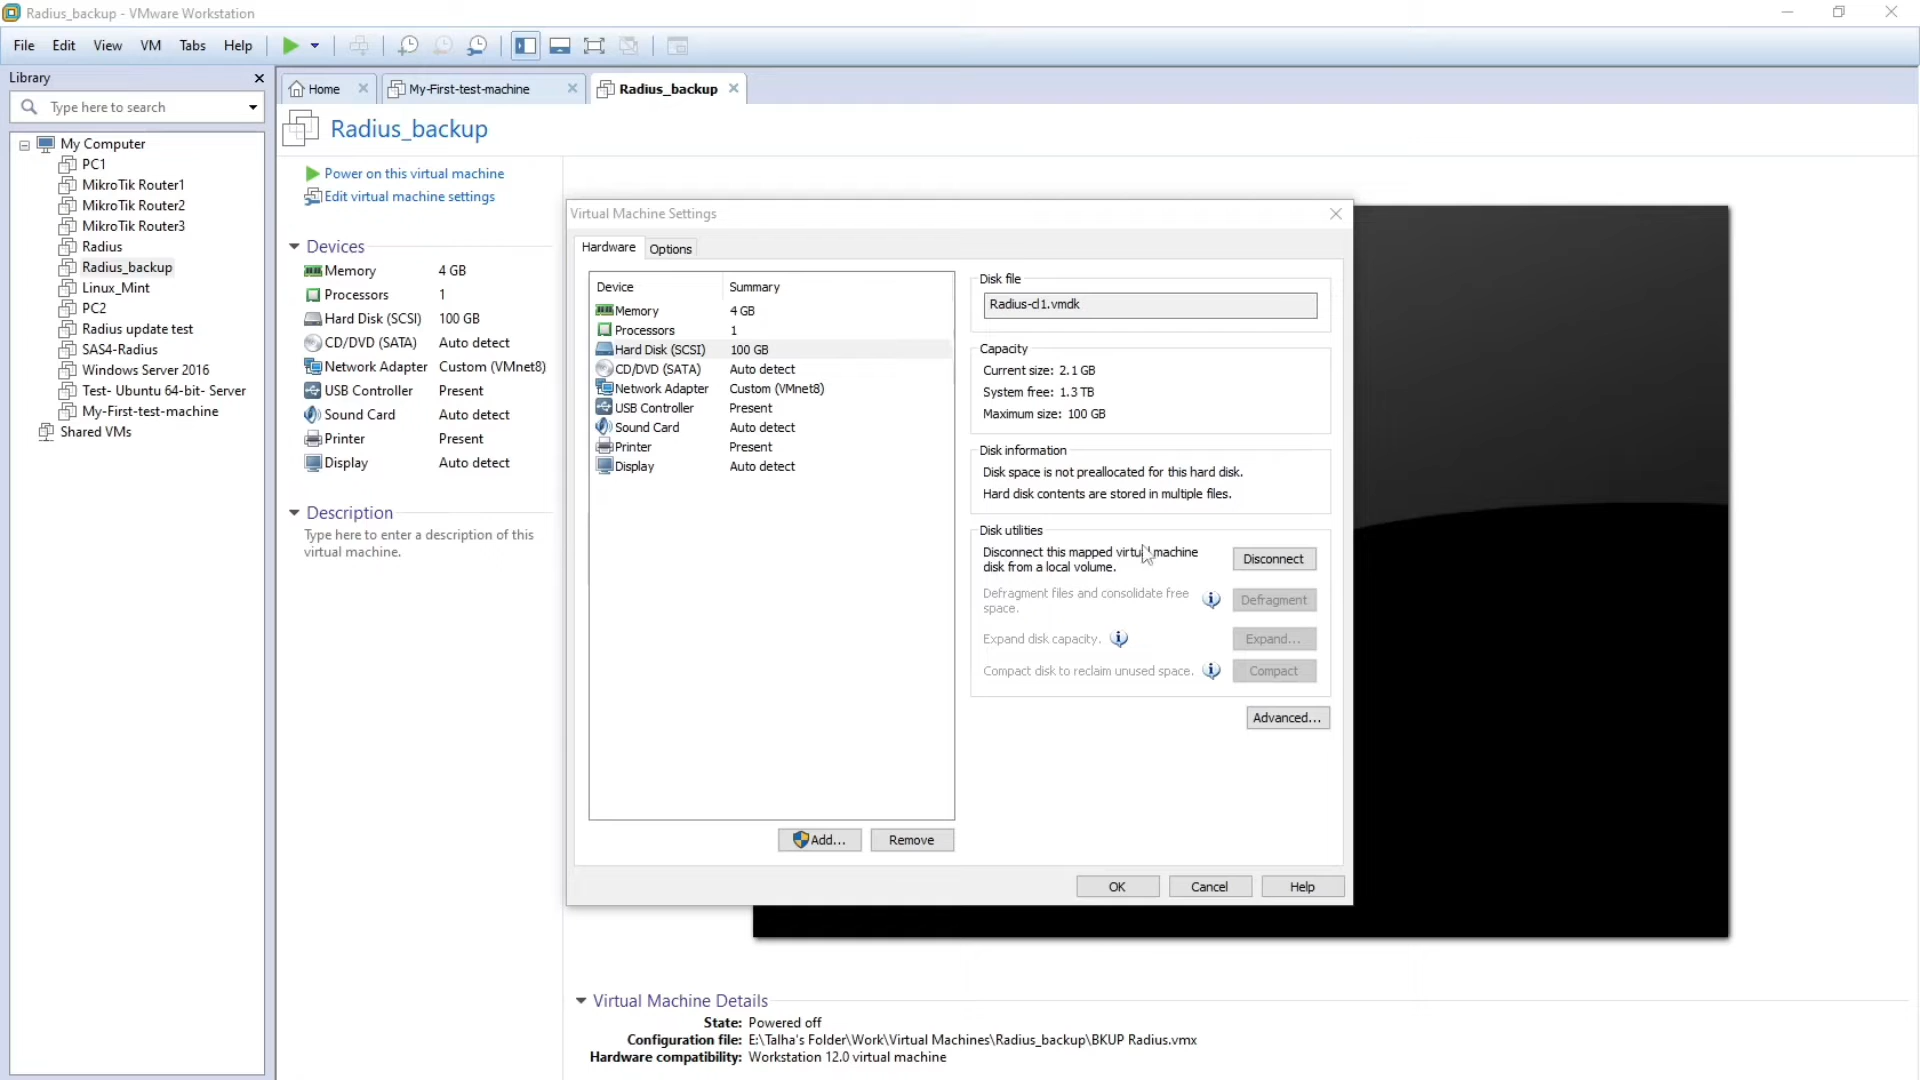 Radius_backup - VMware Workstation
File Edit View VM Tabs Help
Library
Type here to search
My Computer
PC1
MikroTik Router1
MikroTik Router2
MikroTik Router3
Radius
Radius_backup
Linux_Mint
PC2
Radius update test
SAS4-Radius
Windows Server 2016
Test- Ubuntu 64-bit- Server
My-First-test-machine
Shared VMs
Home My-First-test-machine Radius_backup
Radius_backup
Power on this virtual machine
Edit virtual machine settings
Devices
Memory 4 GB
Processors 1
Hard Disk (SCSI) 100 GB
CD/DVD (SATA) Auto detect
Network Adapter Custom (VMnet8)
USB Controller Present
Sound Card Auto detect
Printer Present
Display Auto detect
Description
Type here to enter a description of this
virtual machine.
Virtual Machine Settings
Hardware Options
Device Summary
Memory 4 GB
Processors 1
Hard Disk (SCSI) 100 GB
CD/DVD (SATA) Auto detect
Network Adapter Custom (VMnet8)
USB Controller Present
Sound Card Auto detect
Printer Present
Display Auto detect
Add... Remove
Disk file
Radius-cl1.vmdk
Capacity
Current size: 2.1 GB
System free: 1.3 TB
Maximum size: 100 GB
Disk information
Disk space is not preallocated for this hard disk.
Hard disk contents are stored in multiple files.
Disk utilities
Disconnect this mapped virtual machine
disk from a local volume.
Disconnect
Defragment files and consolidate free
space.
Defragment
Expand disk capacity. Expand...
Compact disk to reclaim unused space. Compact
Advanced...
OK Cancel Help
Virtual Machine Details
State: Powered off
Configuration file: E:\Talha's Folder\Work\Virtual Machines\Radius_backup\BKUP Radius.vmx
Hardware compatibility: Workstation 12.0 virtual machine